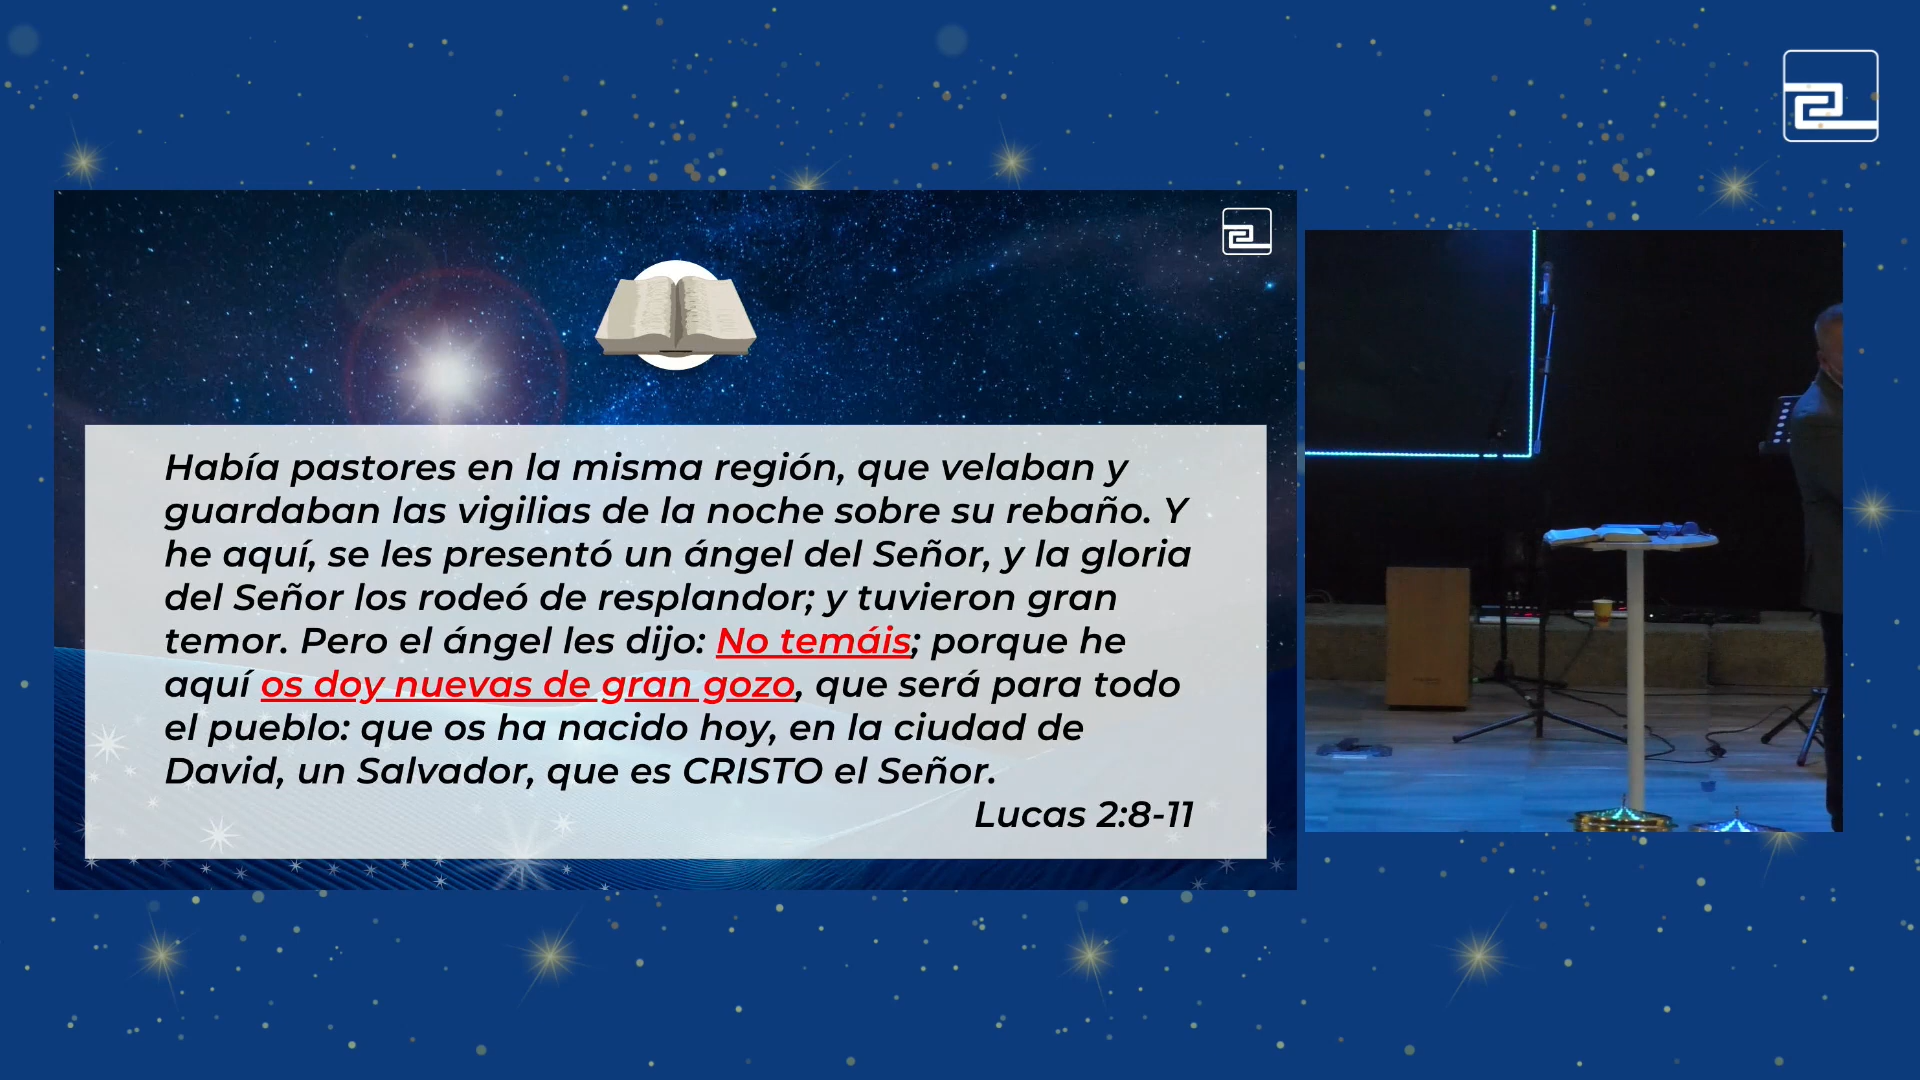 Había pastores en la misma región, que velaban y
guardaban las vigilias de la noche sobre su rebaño. Y
he aquí, se les presentó un ángel del Señor, y la gloria
del Señor los rodeó de resplandor; y tuvieron gran
temor. Pero el ángel les dijo: No temáis; porque he
aquí os doy nuevas de gran gozo, que será para todo
el pueblo: que os ha nacido hoy, en la ciudad de
David, un Salvador, que es CRISTO el Señor.
Lucas 2:8-11